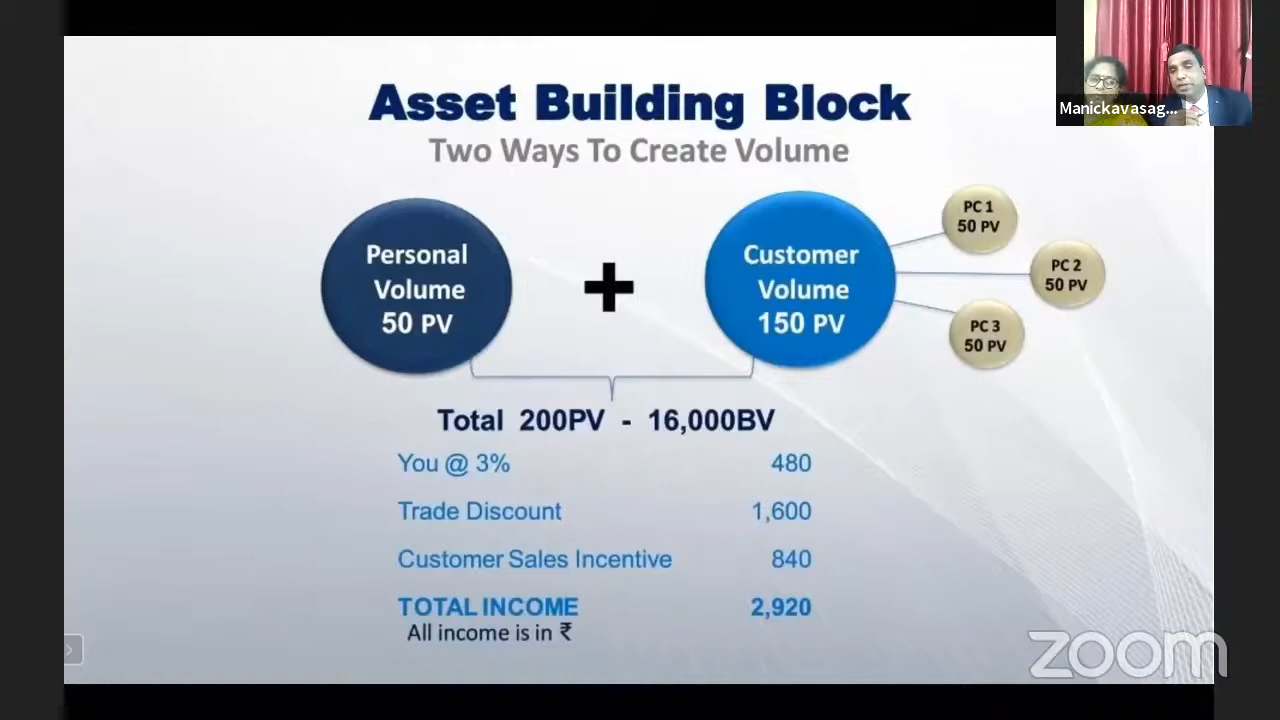 Manickavasag...
Asset Building Block
Two Ways To Create Volume
Personal
Volume
50 PV
+
Customer
Volume
150 PV
PC 1
50 PV
PC 2
50 PV
PC 3
50 PV
Total 200PV - 16,000BV
You @ 3% 480
Trade Discount 1,600
Customer Sales Incentive 840
TOTAL INCOME 2,920
All income is in ₹
zoom